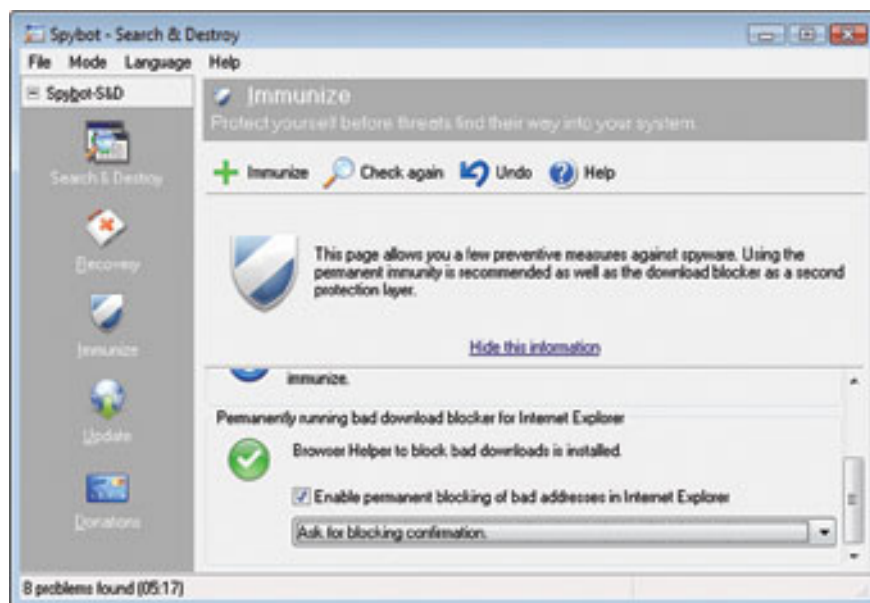 Spybot - Search & Destroy
File Mode Language Help
Spybot-S&D
Search & Destroy
Recovery
Immunize
Update
Donations
Immunize
Protect yourself before threats find their way into your system.
Immunize Check again Undo Help
This page allows you a few preventive measures against spyware. Using the
permanent immunity is recommended as well as the download blocker as a second
protection layer.
Hide this information
immunize.
Permanently running bad download blocker for Internet Explorer
Browser Helper to block bad downloads is installed.
Enable permanent blocking of bad addresses in Internet Explorer
Ask for blocking confirmation.
8 problems found (05:17)